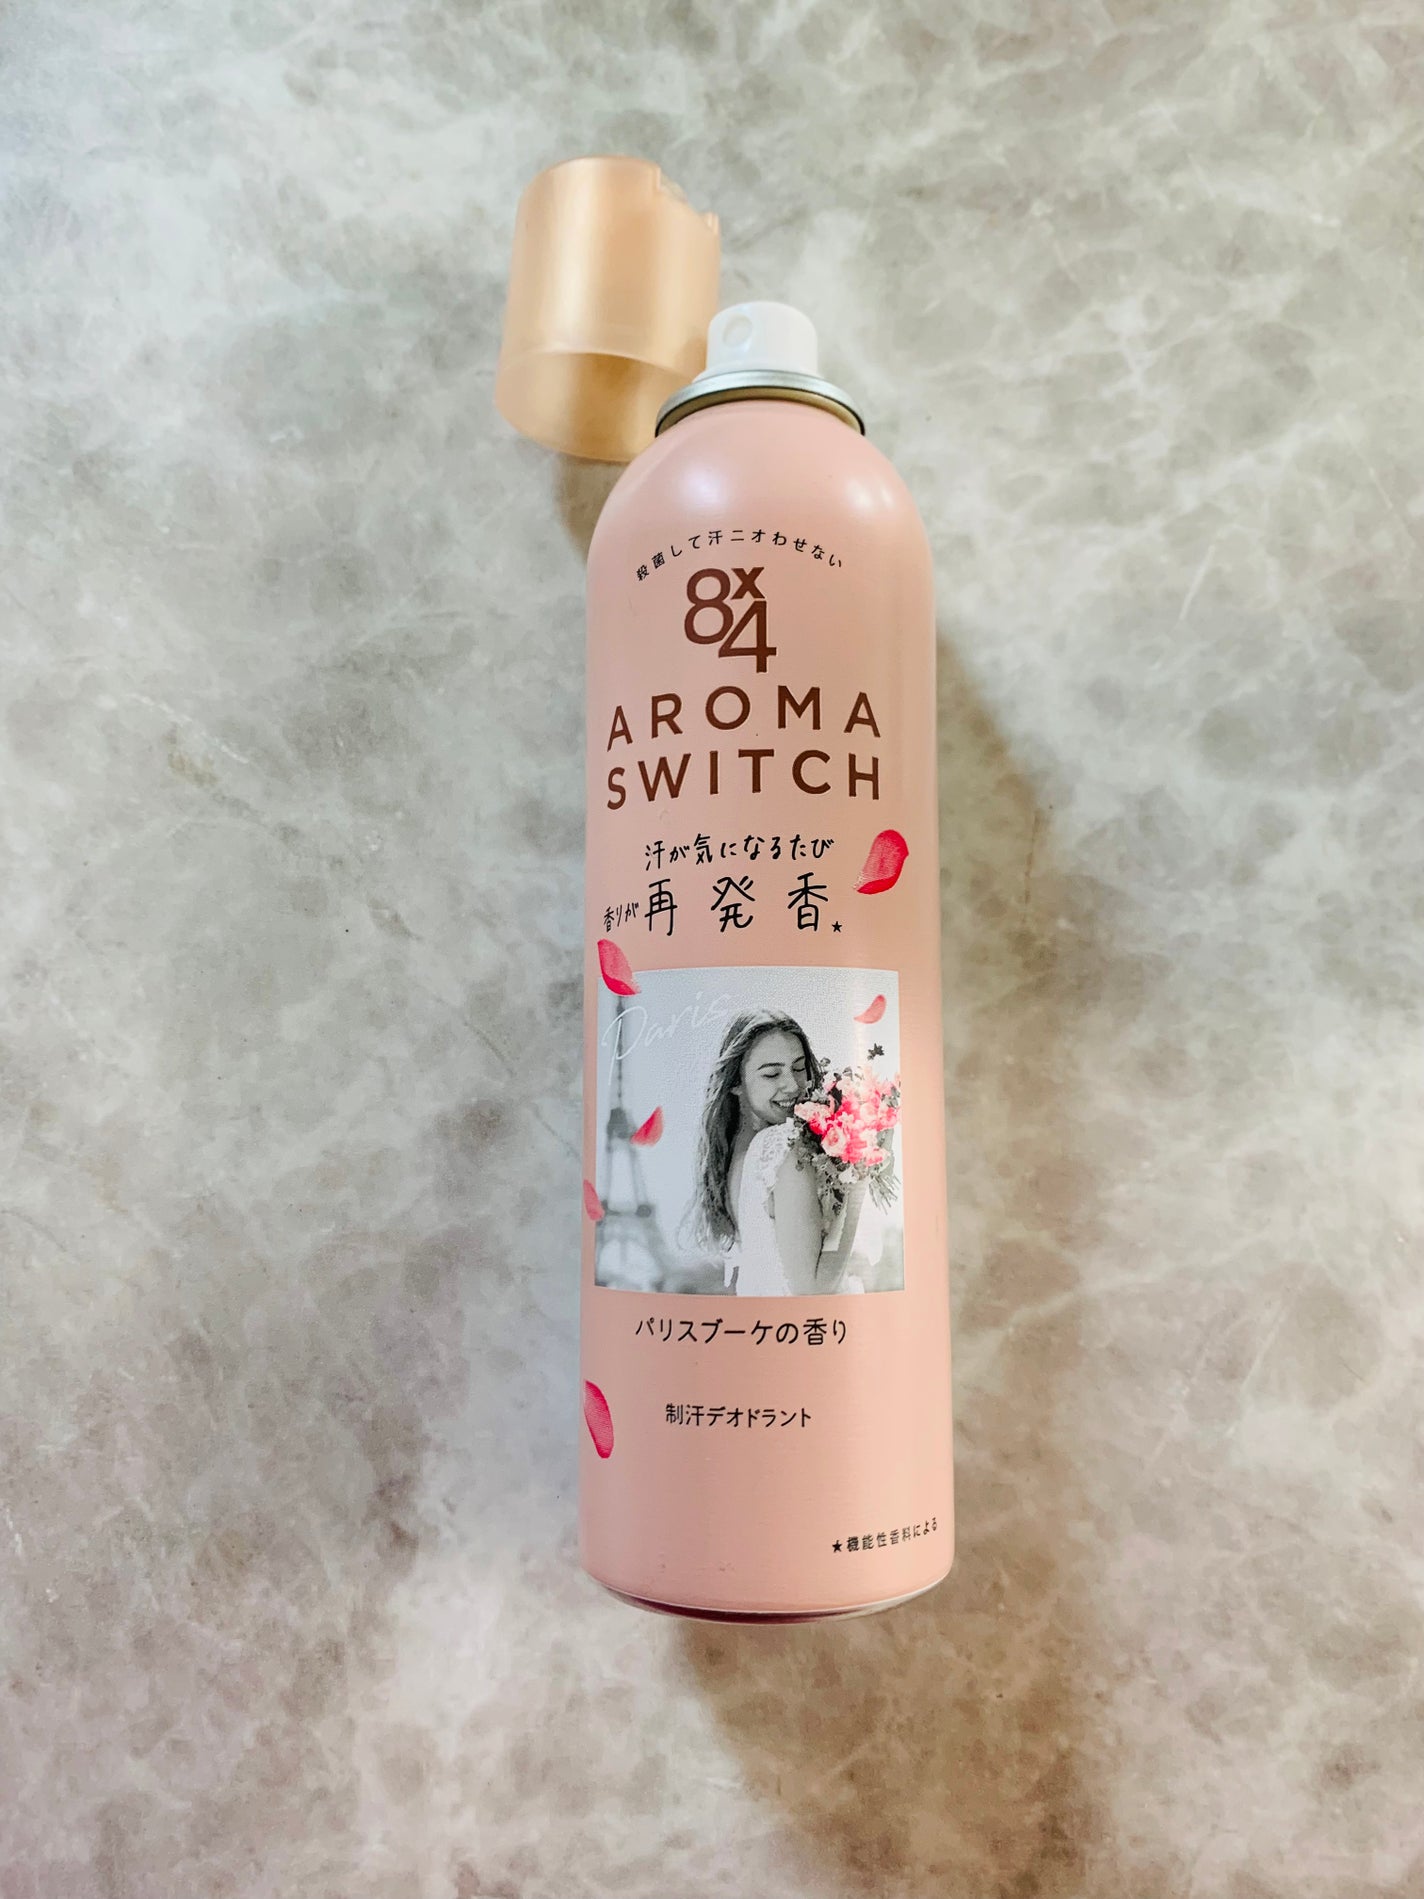 殺菌して汗ニオわせない
8x4
AROMA
SWITCH
汗が気になるたび
香りが再発香★
Paris
パリスブーケの香り
制汗デオドラント
★機能性香料による